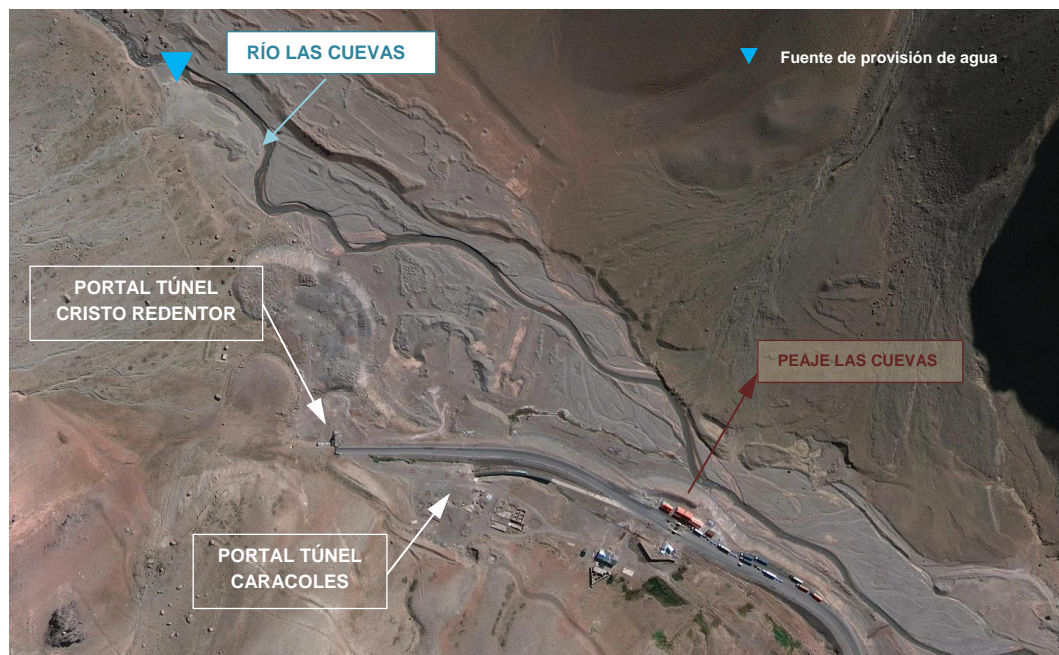 RÍO LAS CUEVAS
Fuente de provisión de agua
PORTAL TÚNEL
CRISTO REDENTOR
PEAJE LAS CUEVAS
PORTAL TÚNEL
CARACOLES